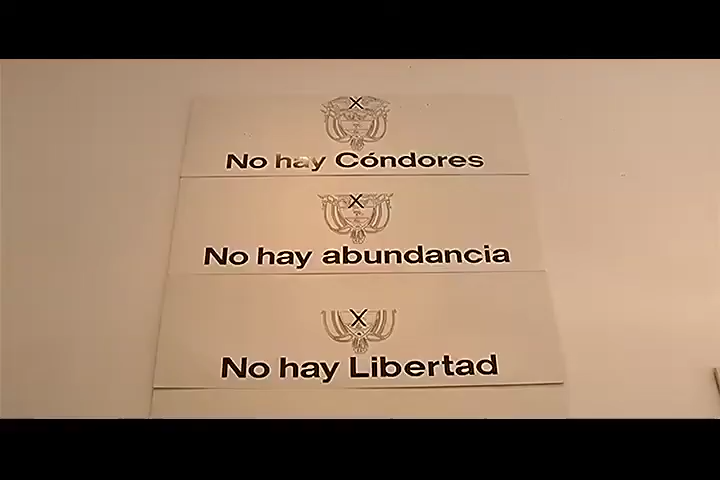 X
No hay Cóndores
X
No hay abundancia
X
No hay Libertad